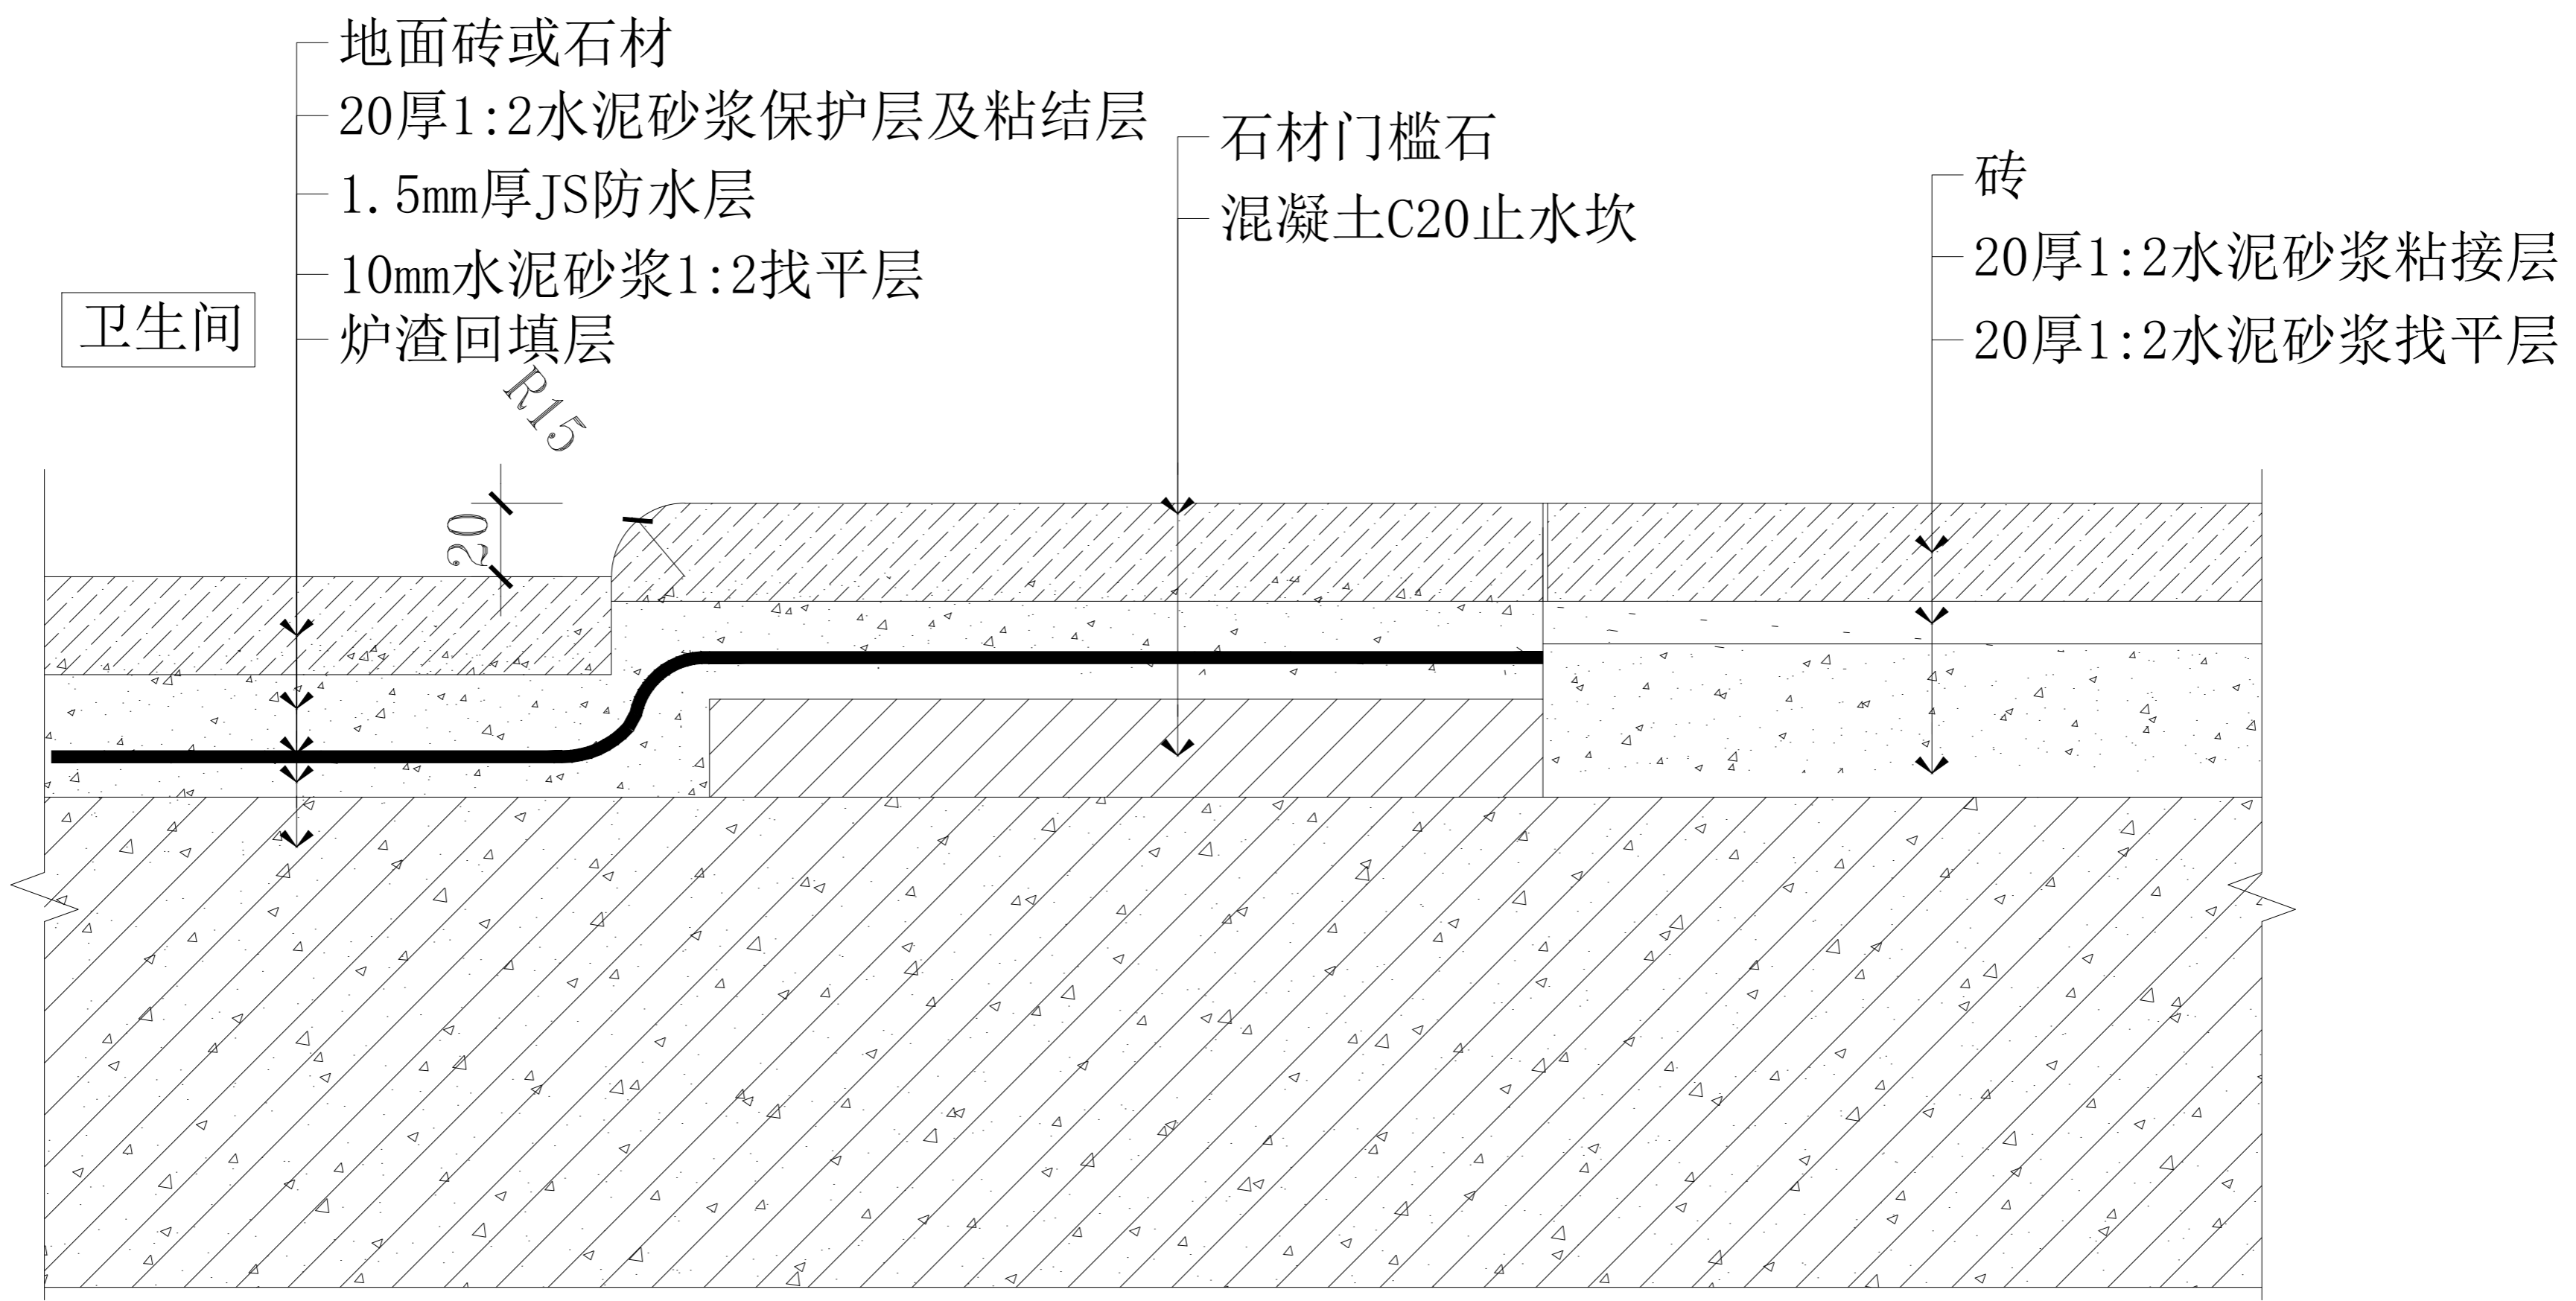 地面砖或石材
20厚1:2水泥砂浆保护层及粘结层
1.5mm厚JS防水层
10mm水泥砂浆1:2找平层
炉渣回填层
卫生间
石材门槛石
混凝土C20止水坎
砖
20厚1:2水泥砂浆粘接层
20厚1:2水泥砂浆找平层
R15
20